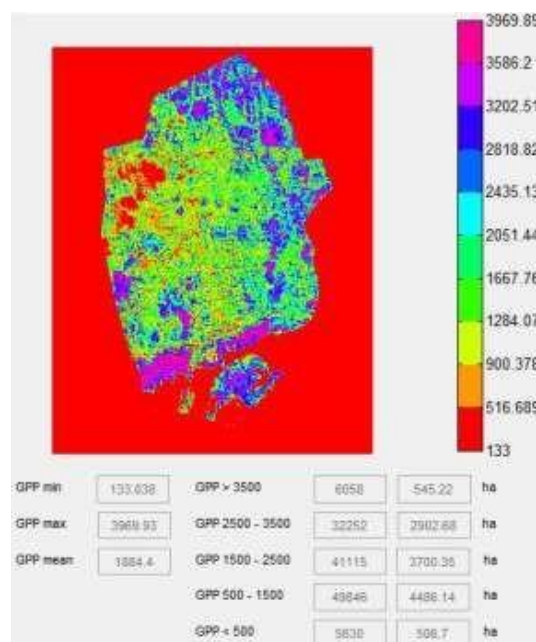 3969.89
3586.2
3202.51
2818.82
2435.13
2051.44
1667.76
1284.07
900.378
516.689
133
GPP min 133.038 GPP > 3500 6058 545.22 ha
GPP max 3969.93 GPP 2500 - 3500 32252 2902.68 ha
GPP mean 1884.4 GPP 1500 - 2500 41115 3700.35 ha
GPP 500 - 1500 49846 4486.14 ha
GPP < 500 ha